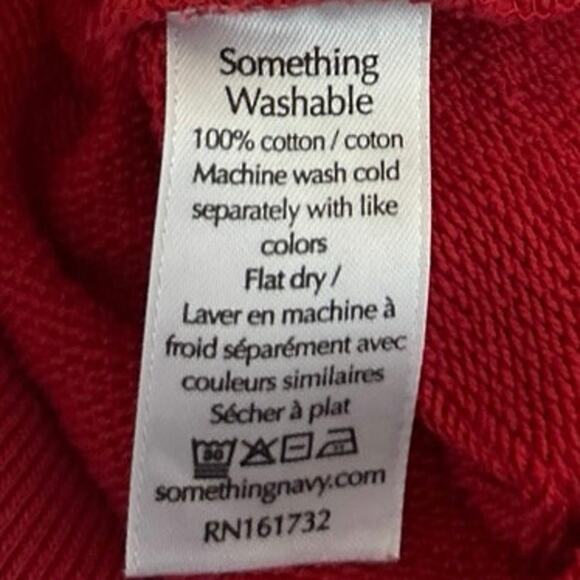 Something
Washable
100% cotton / coton
Machine wash cold
separately with like
colors
Flat dry /
Laver en machine à
froid séparément avec
couleurs similaires
Sécher à plat
30
somethingnavy.com
RN161732